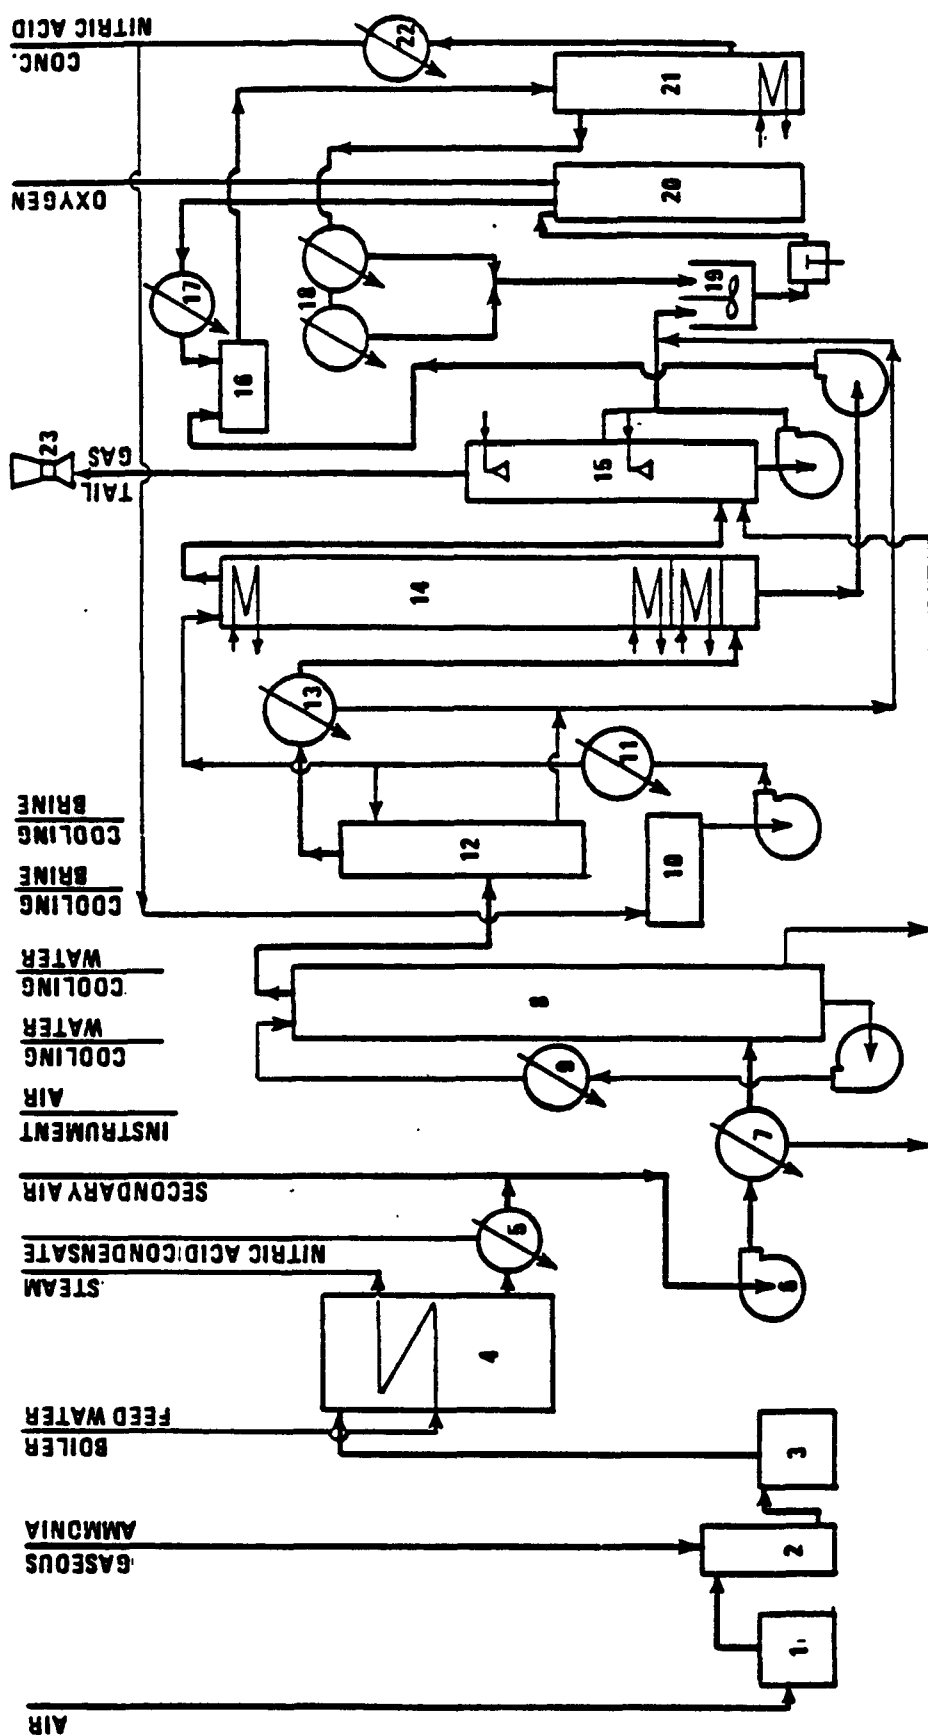 CONC.
NITRIC ACID
OXYGEN
TAIL
GAS
COOLING
BRINE
COOLING
BRINE
COOLING
WATER
COOLING
WATER
INSTRUMENT
AIR
SECONDARY AIR
NITRIC ACID CONDENSATE
STEAM
BOILER
FEED WATER
GASEOUS
AMMONIA
AIR
1
2
3
4
5
6
7
8
9
10
11
12
13
14
15
16
17
18
19
20
21
22
23